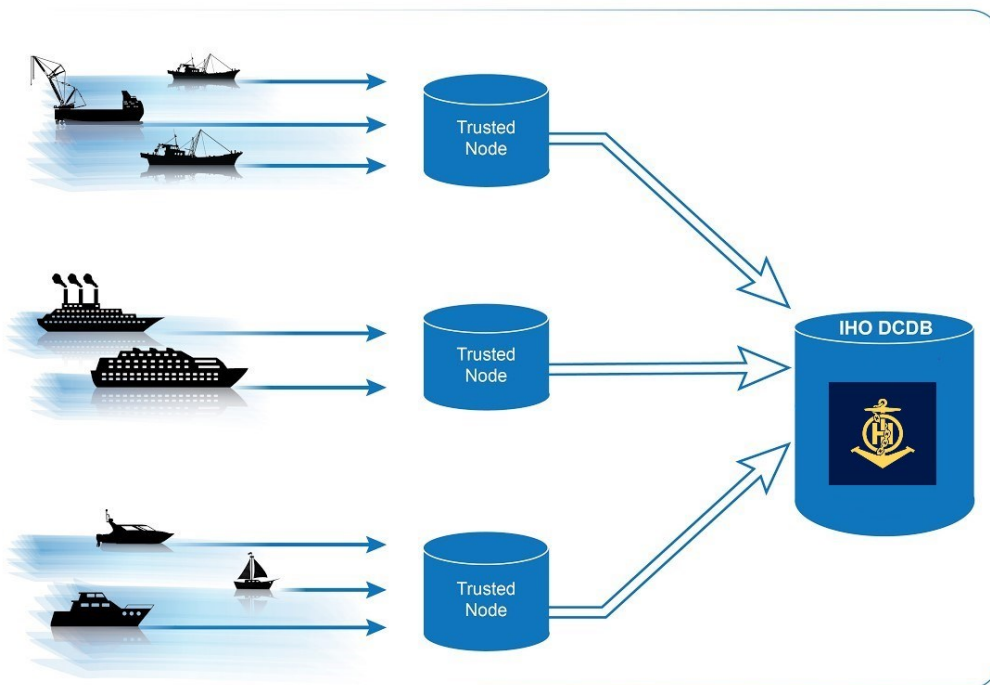 Trusted
Node
Trusted
Node
IHO DCDB
Trusted
Node